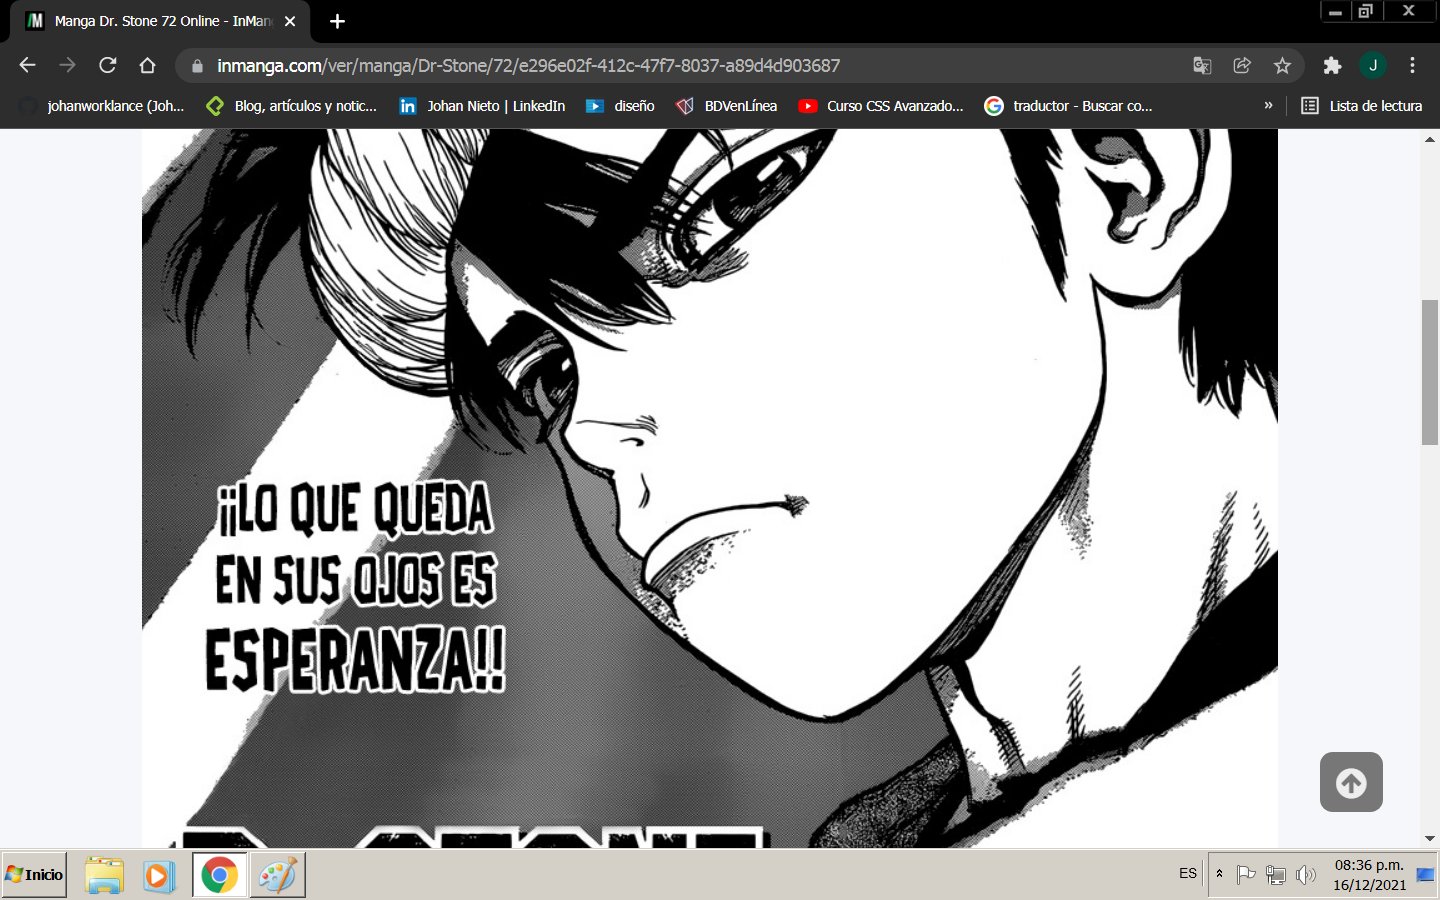 Manga Dr. Stone 72 Online - InMan
inmanga.com/ver/manga/Dr-Stone/72/e296e02f-412c-47f7-8037-a89d4d903687
J
johanworklance (Joh...
Blog, artículos y notic...
Johan Nieto | LinkedIn
diseño
BDVenLínea
Curso CSS Avanzado...
traductor - Buscar co...
»
Lista de lectura
¡¡LO QUE QUEDA
EN SUS OJOS ES
ESPERANZA!!
Inicio
ES
08:36 p.m.
16/12/2021